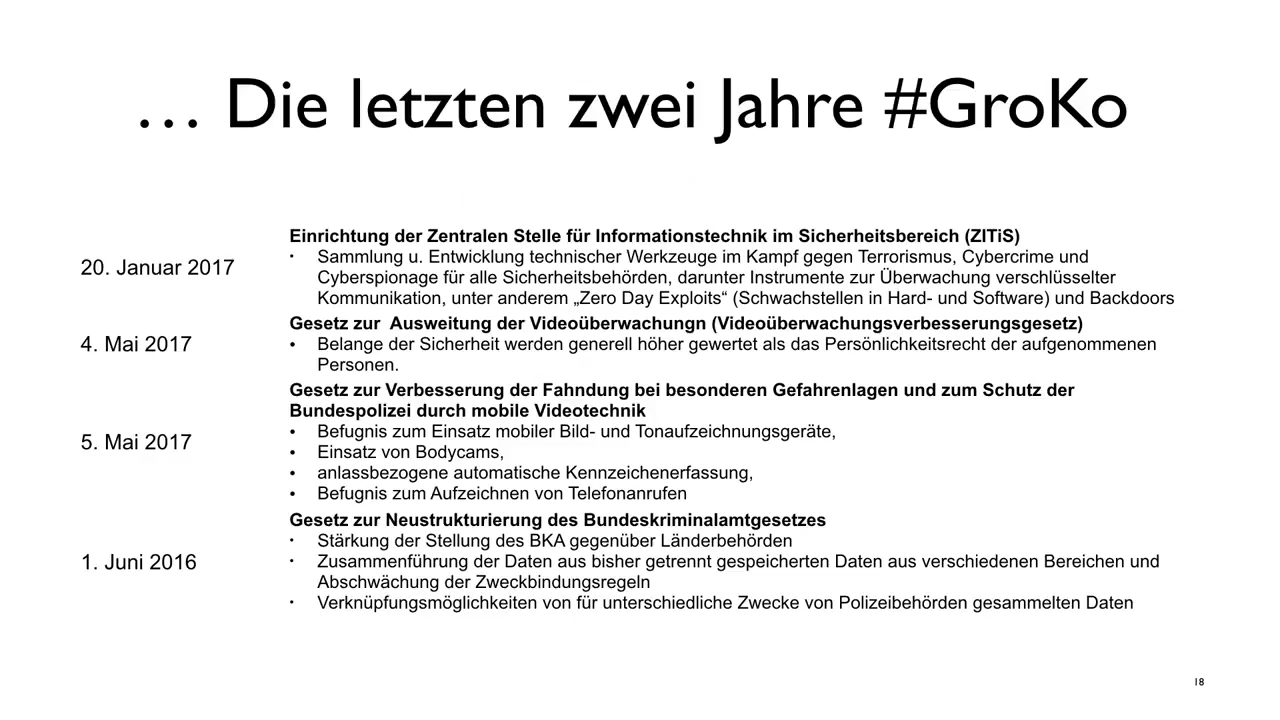 … Die letzten zwei Jahre #GroKo
20. Januar 2017
Einrichtung der Zentralen Stelle für Informationstechnik im Sicherheitsbereich (ZITiS)
· Sammlung u. Entwicklung technischer Werkzeuge im Kampf gegen Terrorismus, Cybercrime und
Cyberspionage für alle Sicherheitsbehörden, darunter Instrumente zur Überwachung verschlüsselter
Kommunikation, unter anderem „Zero Day Exploits“ (Schwachstellen in Hard- und Software) und Backdoors
4. Mai 2017
Gesetz zur  Ausweitung der Videoüberwachungn (Videoüberwachungsverbesserungsgesetz)
• Belange der Sicherheit werden generell höher gewertet als das Persönlichkeitsrecht der aufgenommenen
Personen.
5. Mai 2017
Gesetz zur Verbesserung der Fahndung bei besonderen Gefahrenlagen und zum Schutz der
Bundespolizei durch mobile Videotechnik
• Befugnis zum Einsatz mobiler Bild- und Tonaufzeichnungsgeräte,
• Einsatz von Bodycams,
• anlassbezogene automatische Kennzeichenerfassung,
• Befugnis zum Aufzeichnen von Telefonanrufen
1. Juni 2016
Gesetz zur Neustrukturierung des Bundeskriminalamtgesetzes
· Stärkung der Stellung des BKA gegenüber Länderbehörden
· Zusammenführung der Daten aus bisher getrennt gespeicherten Daten aus verschiedenen Bereichen und
Abschwächung der Zweckbindungsregeln
· Verknüpfungsmöglichkeiten von für unterschiedliche Zwecke von Polizeibehörden gesammelten Daten
18